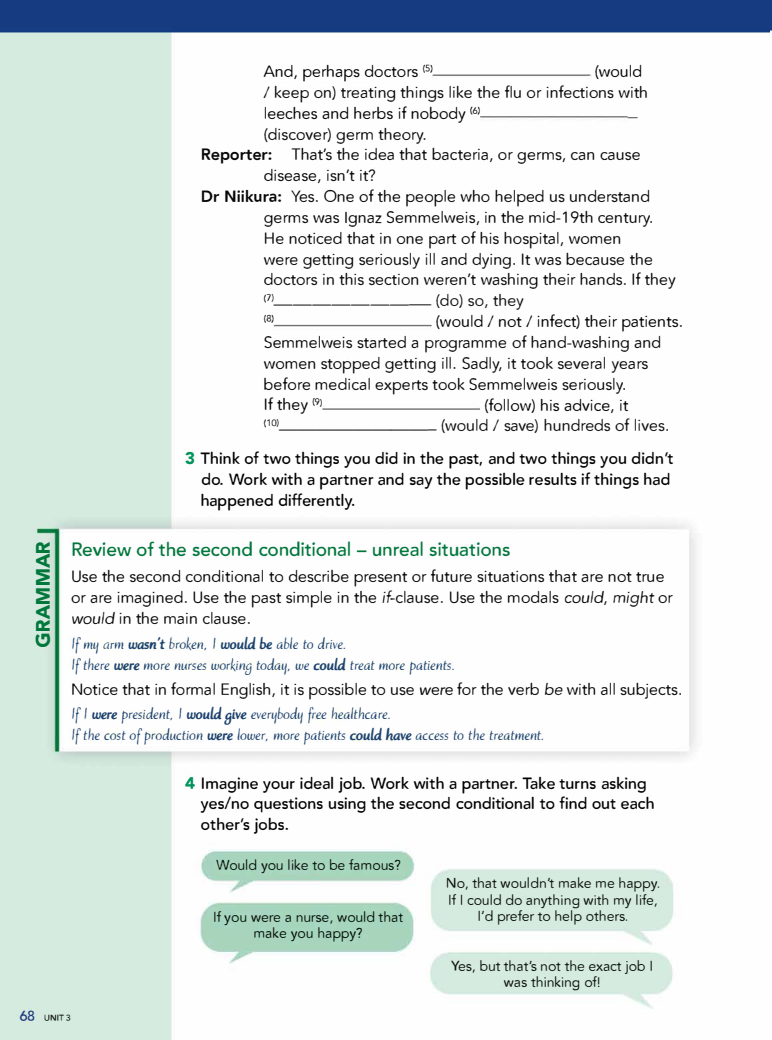 And, perhaps doctors (5)____________________ (would
/ keep on) treating things like the flu or infections with
leeches and herbs if nobody (6)____________________
(discover) germ theory.
Reporter: That's the idea that bacteria, or germs, can cause
disease, isn't it?
Dr Niikura: Yes. One of the people who helped us understand
germs was Ignaz Semmelweis, in the mid-19th century.
He noticed that in one part of his hospital, women
were getting seriously ill and dying. It was because the
doctors in this section weren't washing their hands. If they
(7)____________________ (do) so, they
(8)____________________ (would / not / infect) their patients.
Semmelweis started a programme of hand-washing and
women stopped getting ill. Sadly, it took several years
before medical experts took Semmelweis seriously.
If they (9)____________________ (follow) his advice, it
(10)____________________ (would / save) hundreds of lives.
3 Think of two things you did in the past, and two things you didn't
do. Work with a partner and say the possible results if things had
happened differently.
GRAMMAR
Review of the second conditional – unreal situations
Use the second conditional to describe present or future situations that are not true
or are imagined. Use the past simple in the if-clause. Use the modals could, might or
would in the main clause.
If my arm wasn't broken, I would be able to drive.
If there were more nurses working today, we could treat more patients.
Notice that in formal English, it is possible to use were for the verb be with all subjects.
If I were president, I would give everybody free healthcare.
If the cost of production were lower, more patients could have access to the treatment.
4 Imagine your ideal job. Work with a partner. Take turns asking
yes/no questions using the second conditional to find out each
other's jobs.
Would you like to be famous?
No, that wouldn't make me happy.
If I could do anything with my life,
I'd prefer to help others.
If you were a nurse, would that
make you happy?
Yes, but that's not the exact job I
was thinking of!
68 UNIT 3